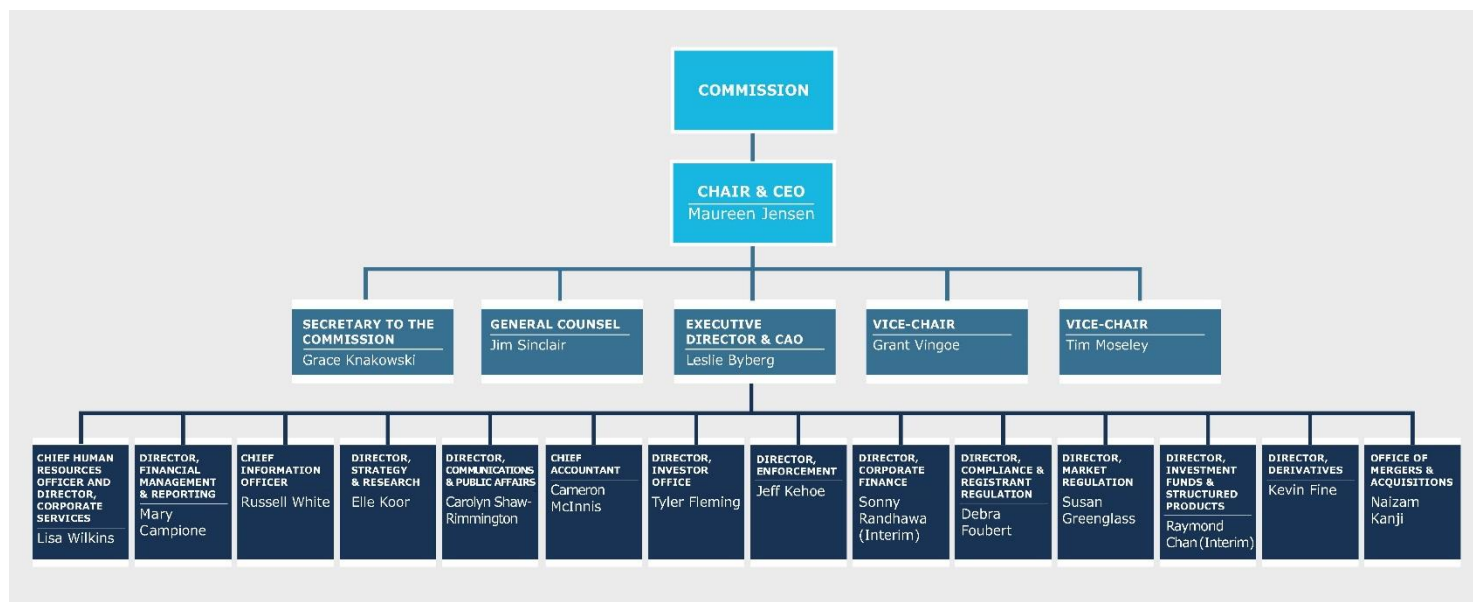 COMMISSION
CHAIR & CEO
Maureen Jensen
SECRETARY TO THE
COMMISSION
Grace Knakowski
GENERAL COUNSEL
Jim Sinclair
EXECUTIVE
DIRECTOR & CAO
Leslie Byberg
VICE-CHAIR
Grant Vingoe
VICE-CHAIR
Tim Moseley
CHIEF HUMAN
RESOURCES
OFFICER AND
DIRECTOR,
CORPORATE
SERVICES
Lisa Wilkins
DIRECTOR,
FINANCIAL
MANAGEMENT
& REPORTING
Mary
Campione
CHIEF
INFORMATION
OFFICER
Russell White
DIRECTOR,
STRATEGY
& RESEARCH
Elle Koor
DIRECTOR,
COMMUNICATIONS
& PUBLIC AFFAIRS
Carolyn Shaw-
Rimmington
CHIEF
ACCOUNTANT
Cameron
McInnis
DIRECTOR,
INVESTOR
OFFICE
Tyler Fleming
DIRECTOR,
ENFORCEMENT
Jeff Kehoe
DIRECTOR,
CORPORATE
FINANCE
Sonny
Randhawa
(Interim)
DIRECTOR,
COMPLIANCE &
REGISTRANT
REGULATION
Debra
Foubert
DIRECTOR,
MARKET
REGULATION
Susan
Greenglass
DIRECTOR,
INVESTMENT
FUNDS &
STRUCTURED
PRODUCTS
Raymond
Chan (Interim)
DIRECTOR,
DERIVATIVES
Kevin Fine
OFFICE OF
MERGERS &
ACQUISITIONS
Naizam
Kanji